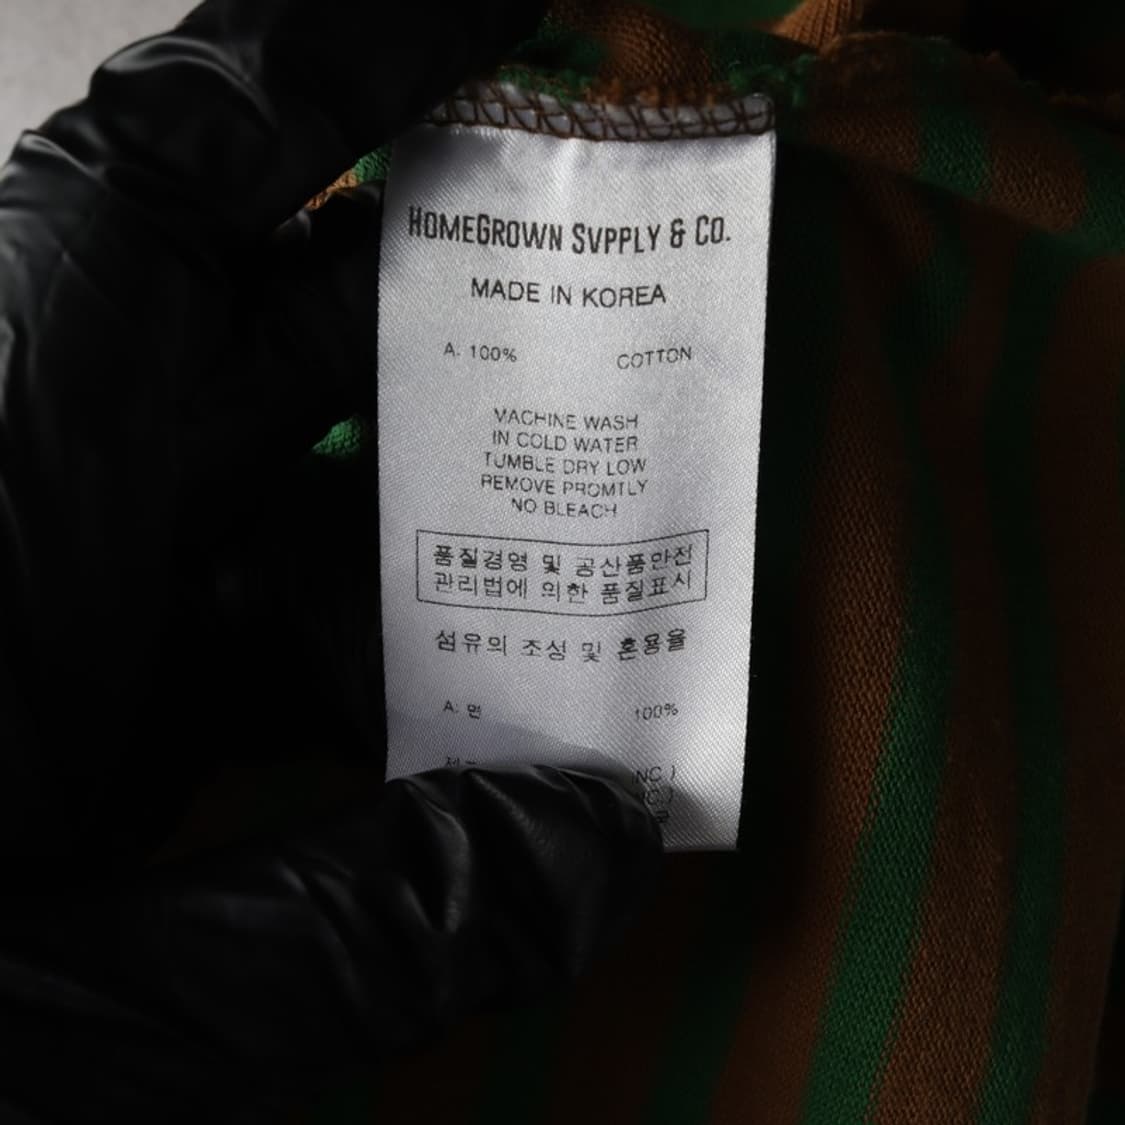 HOMEGROWN SVPPLY & CO.
MADE IN KOREA
A. 100% COTTON
MACHINE WASH
IN COLD WATER
TUMBLE DRY LOW
REMOVE PROMTLY
NO BLEACH
품질경영 및 공산품안전
관리법에 의한 품질표시
섬유의 조성 및 혼용율
A. 면 100%
INC.)